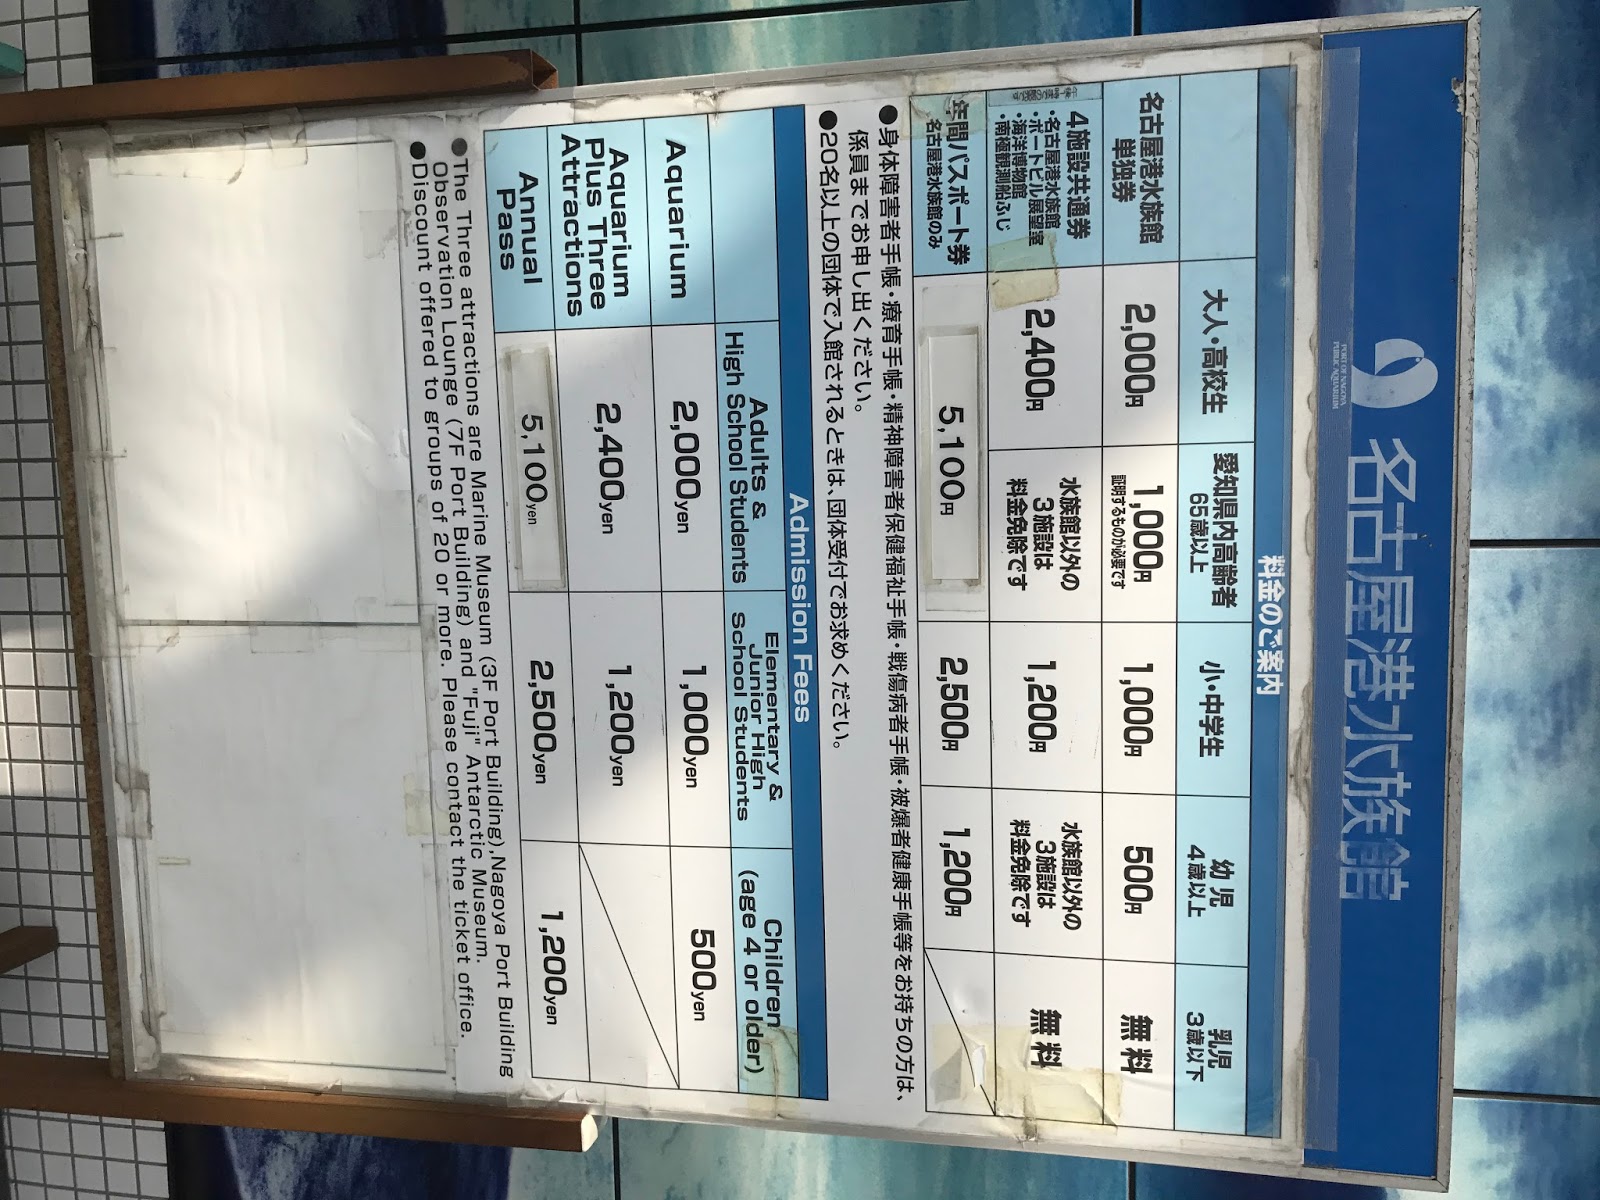 PORT OF NAGOYA
PUBLIC AQUARIUM
名古屋港水族館
料金のご案内
大人・高校生
愛知県内高齢者
65歳以上
小・中学生
幼児
4歳以上
乳児
3歳以下
名古屋港水族館
単独券
2,000円
1,000円
証明するものが必要です
1,000円
500円
無料
4施設共通券
・名古屋港水族館
・ポートビル展望室
・海洋博物館
・南極観測船ふじ
2,400円
水族館以外の
3施設は
料金免除です
1,200円
水族館以外の
3施設は
料金免除です
無料
年間パスポート券
名古屋港水族館のみ
5,100円
2,500円
1,200円
●身体障害者手帳・療育手帳・精神障害者保健福祉手帳・戦傷病者手帳・被爆者健康手帳等をお持ちの方は、
係員までお申し出ください。
●20名以上の団体で入館されるときは、団体受付でお求めください。
Admission Fees
Adults &
High School Students
Elementary &
Junior High
School Students
Children
(age 4 or older)
Aquarium
2,000yen
1,000yen
500yen
Aquarium
Plus Three
Attractions
2,400yen
1,200yen
Annual
Pass
5,100yen
2,500yen
1,200yen
●The Three attractions are Marine Museum (3F Port Building),Nagoya Port Building
Observation Lounge (7F Port Building) and "Fuji" Antarctic Museum.
●Discount offered to groups of 20 or more. Please contact the ticket office.